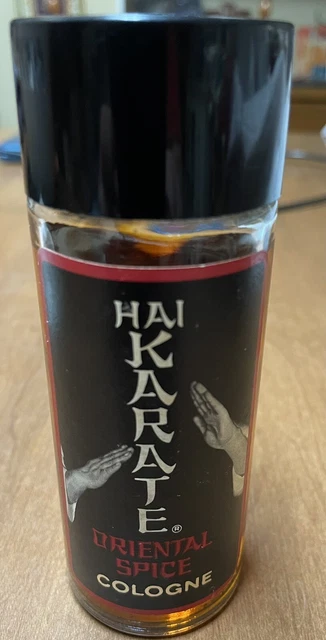 HAI
KARATE®
ORIENTAL
SPICE
COLOGNE